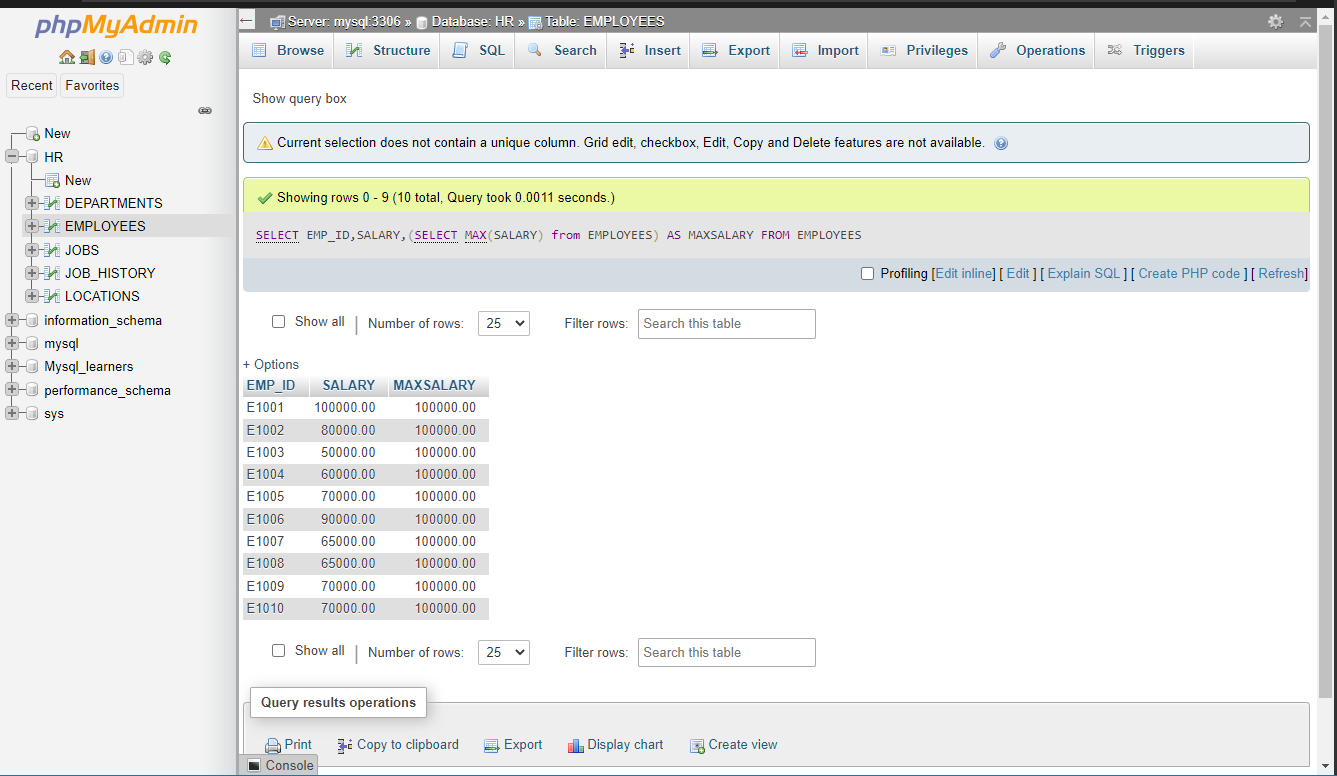 phpMyAdmin
Recent Favorites
New
HR
New
DEPARTMENTS
EMPLOYEES
JOBS
JOB_HISTORY
LOCATIONS
information_schema
mysql
Mysql_learners
performance_schema
sys
Server: mysql:3306 » Database: HR » Table: EMPLOYEES
Browse Structure SQL Search Insert Export Import Privileges Operations Triggers
Show query box
Current selection does not contain a unique column. Grid edit, checkbox, Edit, Copy and Delete features are not available.
Showing rows 0 - 9 (10 total, Query took 0.0011 seconds.)
SELECT EMP_ID,SALARY,(SELECT MAX(SALARY) from EMPLOYEES) AS MAXSALARY FROM EMPLOYEES
Profiling [Edit inline] [ Edit ] [ Explain SQL ] [ Create PHP code ] [ Refresh]
Show all | Number of rows: 25 Filter rows: Search this table
+ Options
EMP_ID SALARY MAXSALARY
E1001 100000.00 100000.00
E1002 80000.00 100000.00
E1003 50000.00 100000.00
E1004 60000.00 100000.00
E1005 70000.00 100000.00
E1006 90000.00 100000.00
E1007 65000.00 100000.00
E1008 65000.00 100000.00
E1009 70000.00 100000.00
E1010 70000.00 100000.00
Show all | Number of rows: 25 Filter rows: Search this table
Query results operations
Print Copy to clipboard Export Display chart Create view
Console